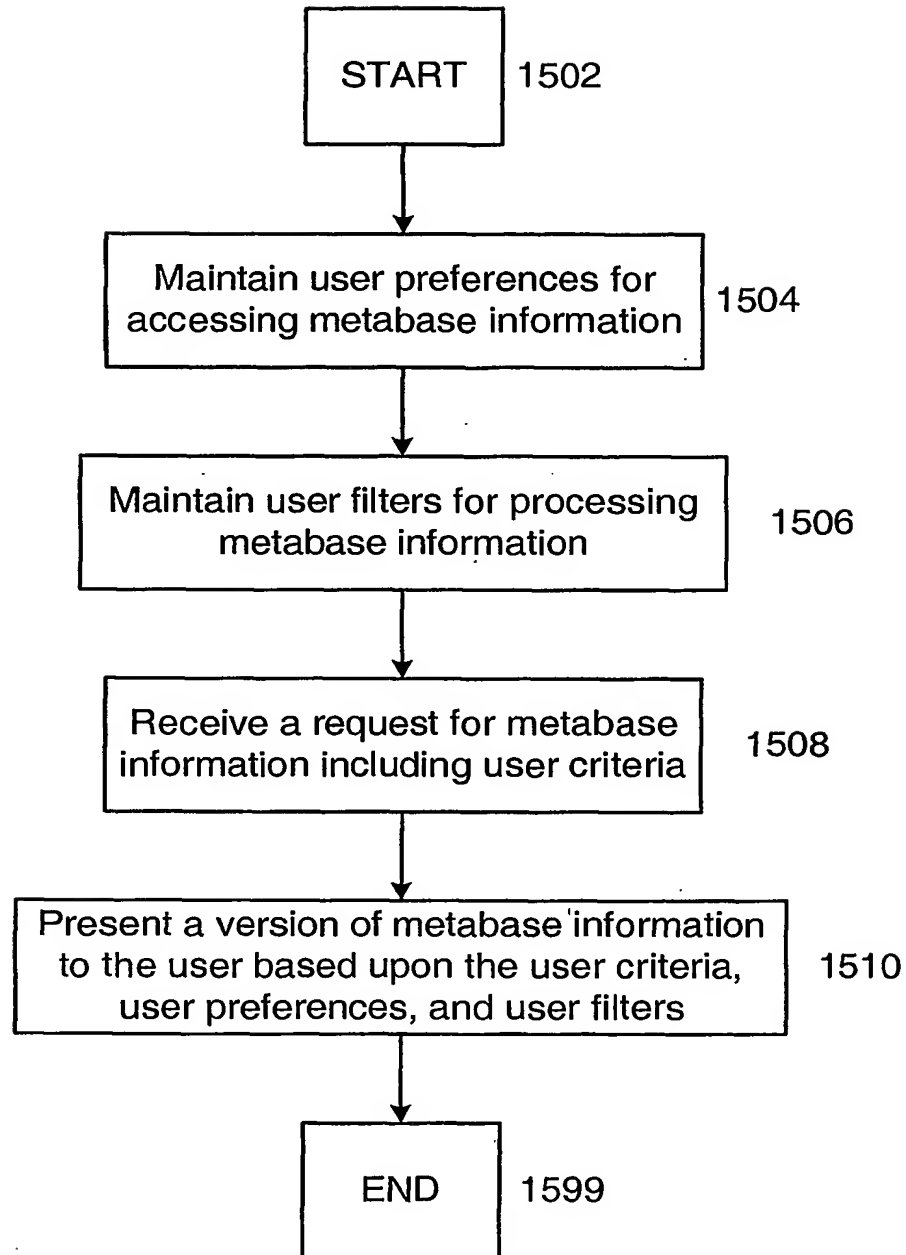 START 1502
Maintain user preferences for
accessing metabase information 1504
Maintain user filters for processing
metabase information 1506
Receive a request for metabase
information including user criteria 1508
Present a version of metabase information
to the user based upon the user criteria,
user preferences, and user filters 1510
END 1599